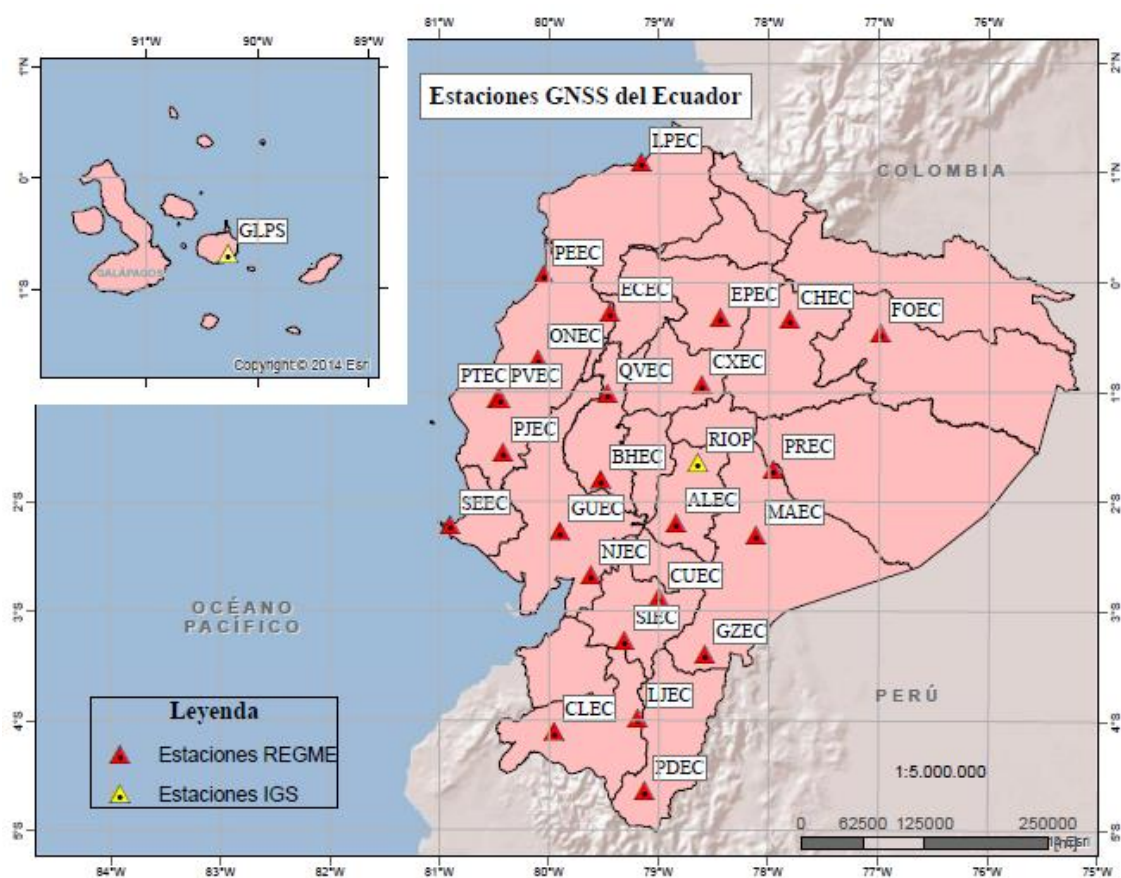 81°W 80°W 79°W 78°W 77°W 76°W
91°W 90°W 89°W
1°N
0°
1°S
GLPS
GALÁPAGOS
Copyright:© 2014 Esri
Estaciones GNSS del Ecuador
2°N
1°N
0°
1°S
2°S
3°S
4°S
5°S
COLOMBIA
LPEC
PEEC
ECEC
EPEC
CHEC
FOEC
ONEC
QVEC
CXEC
PTEC
PVEC
PJEC
RIOP
PREC
BHEC
SEEC
GUEC
ALEC
MAEC
NJEC
CUEC
SIEC
GZEC
CLEC
LJEC
PDEC
OCÉANO
PACÍFICO
PERÚ
2°S
3°S
4°S
5°S
Leyenda
Estaciones REGME
Estaciones IGS
1:5.000.000
0 62500 125000 250000
[m]
84°W 83°W 82°W 81°W 80°W 79°W 78°W 77°W 76°W 75°W